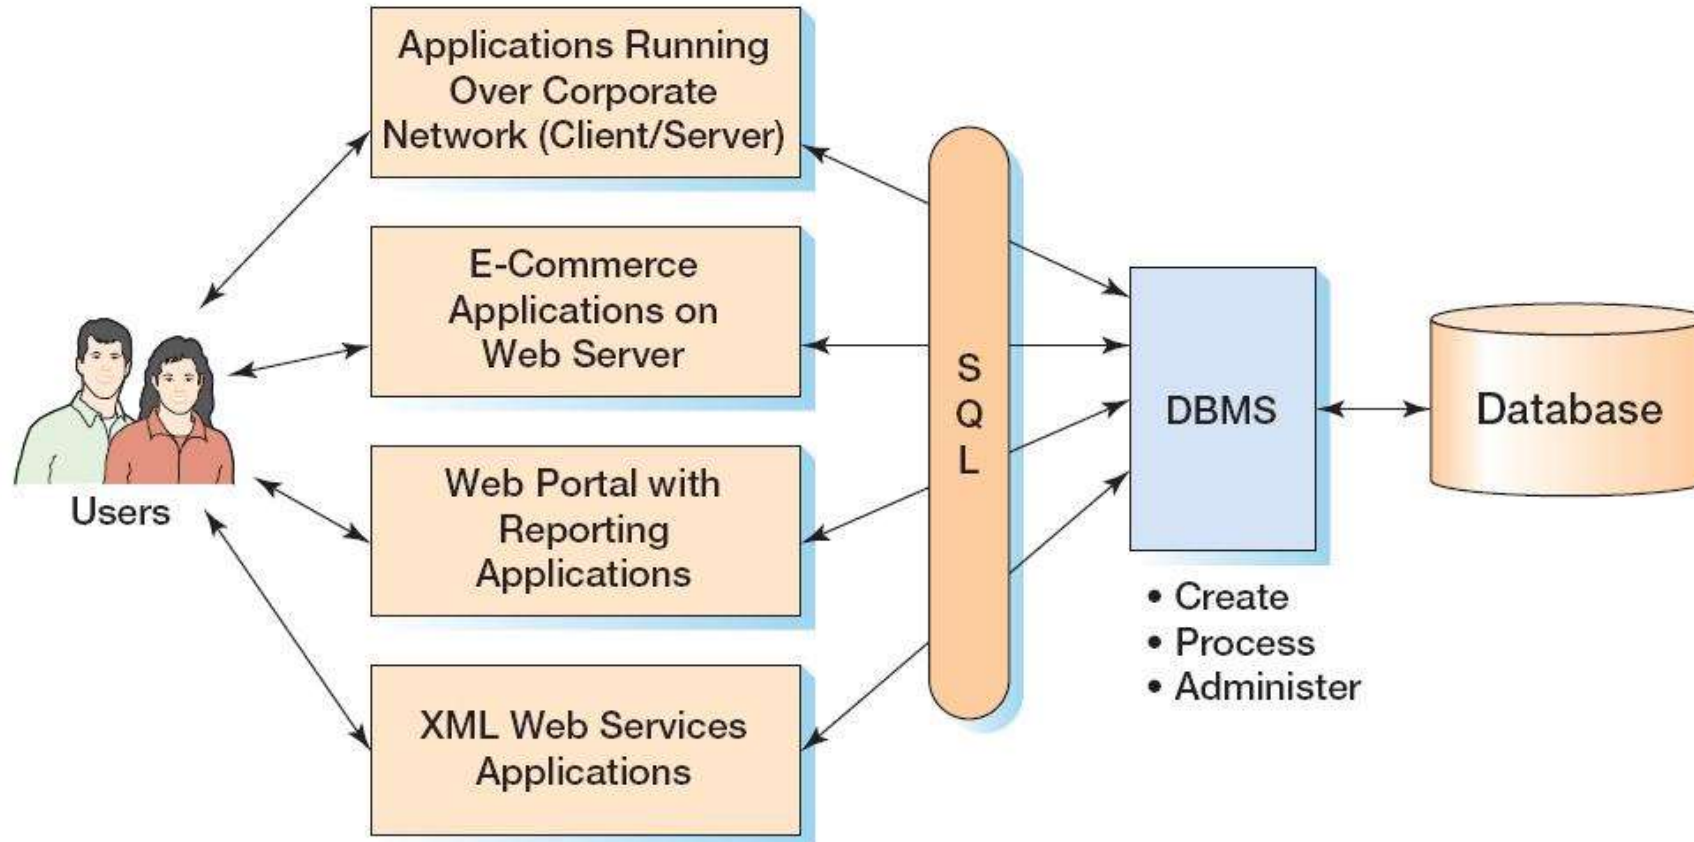 Applications Running
Over Corporate
Network (Client/Server)
E-Commerce
Applications on
Web Server
Web Portal with
Reporting
Applications
XML Web Services
Applications
Users
S
Q
L
DBMS
• Create
• Process
• Administer
Database